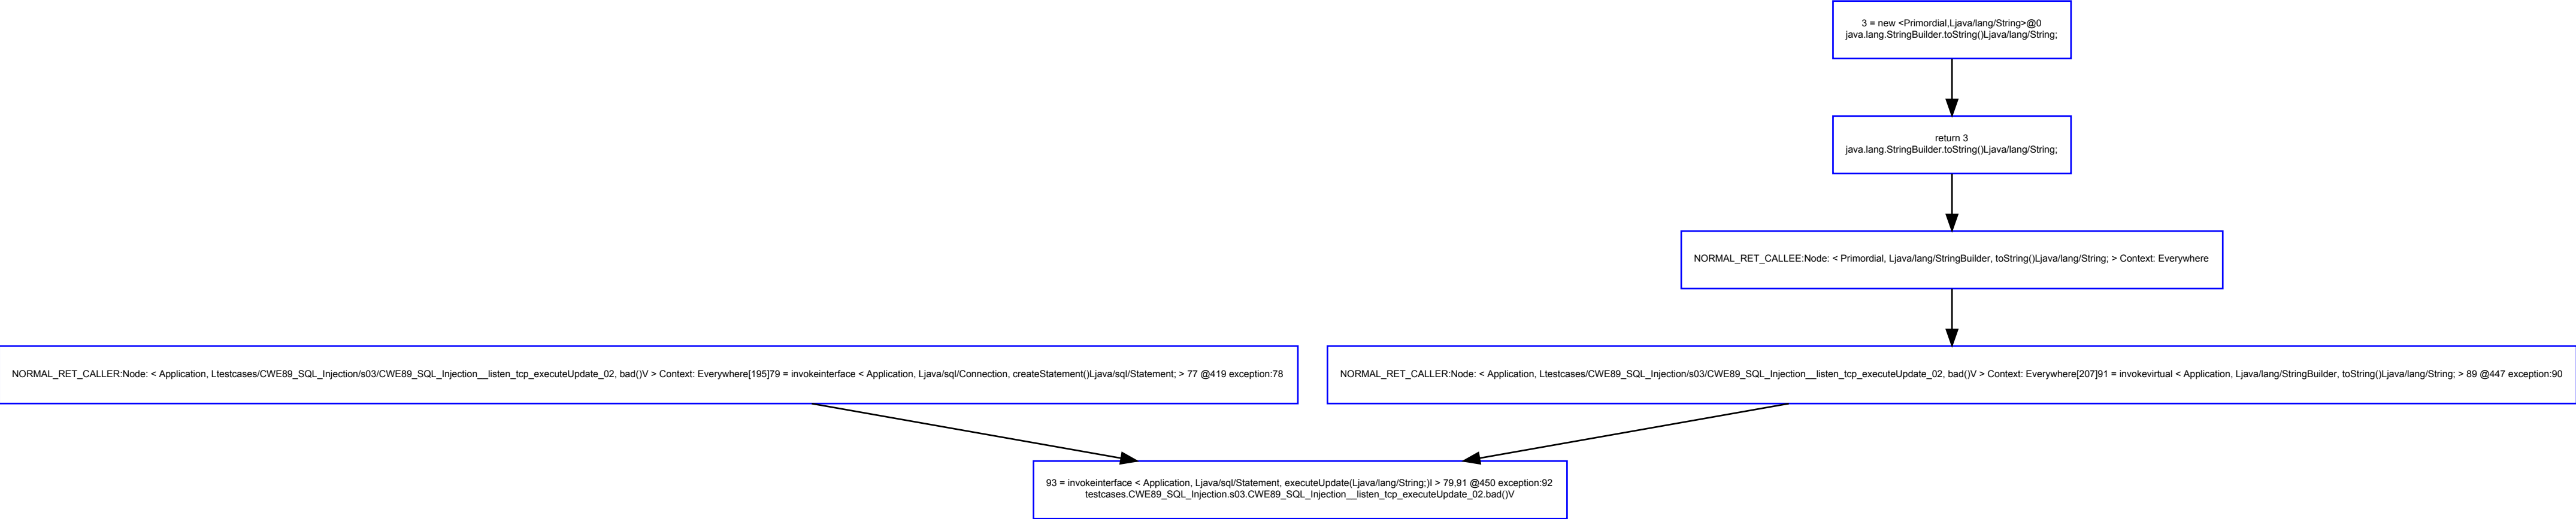 3 = new <Primordial,Ljava/lang/String>@0
java.lang.StringBuilder.toString()Ljava/lang/String;
return 3
java.lang.StringBuilder.toString()Ljava/lang/String;
NORMAL_RET_CALLEE:Node: < Primordial, Ljava/lang/StringBuilder, toString()Ljava/lang/String; > Context: Everywhere
NORMAL_RET_CALLER:Node: < Application, Ltestcases/CWE89_SQL_Injection/s03/CWE89_SQL_Injection__listen_tcp_executeUpdate_02, bad()V > Context: Everywhere[195]79 = invokeinterface < Application, Ljava/sql/Connection, createStatement()Ljava/sql/Statement; > 77 @419 exception:78
NORMAL_RET_CALLER:Node: < Application, Ltestcases/CWE89_SQL_Injection/s03/CWE89_SQL_Injection__listen_tcp_executeUpdate_02, bad()V > Context: Everywhere[207]91 = invokevirtual < Application, Ljava/lang/StringBuilder, toString()Ljava/lang/String; > 89 @447 exception:90
93 = invokeinterface < Application, Ljava/sql/Statement, executeUpdate(Ljava/lang/String;)I > 79,91 @450 exception:92
testcases.CWE89_SQL_Injection.s03.CWE89_SQL_Injection__listen_tcp_executeUpdate_02.bad()V